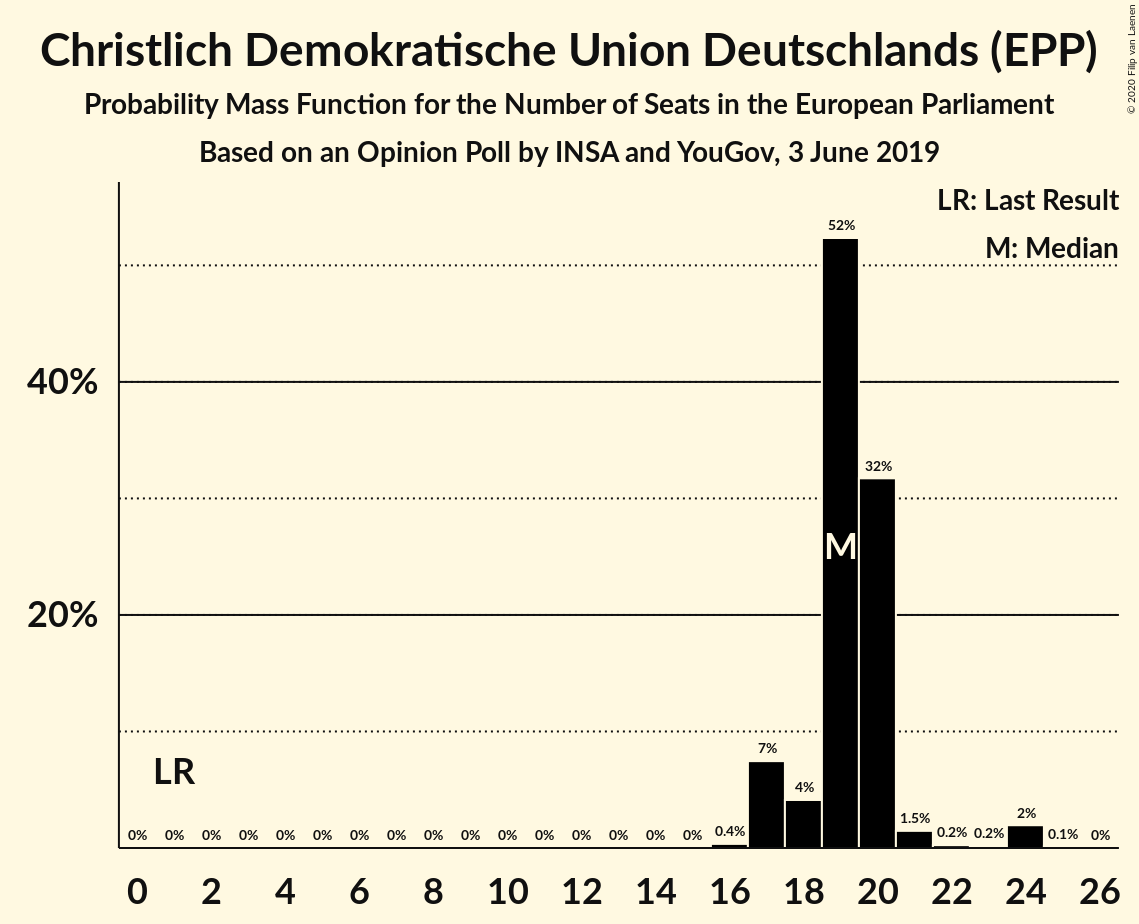 Christlich Demokratische Union Deutschlands (EPP)
Probability Mass Function for the Number of Seats in the European Parliament
Based on an Opinion Poll by INSA and YouGov, 3 June 2019
© 2020 Filip van Laenen
LR: Last Result
M: Median
52%
40%
32%
M
20%
7%
LR
4%
2%
1.5%
0% 0% 0% 0% 0% 0% 0% 0% 0% 0% 0% 0% 0% 0% 0% 0% 0.4% 0.2% 0.2% 0.1% 0%
0 2 4 6 8 10 12 14 16 18 20 22 24 26